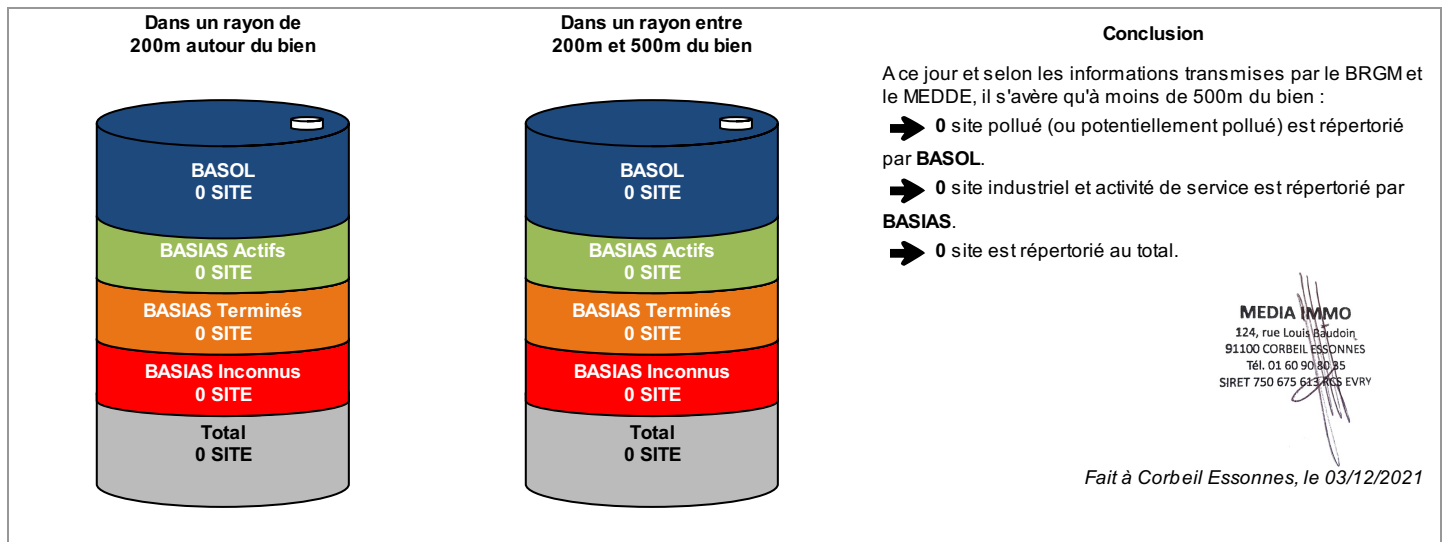 Dans un rayon de
200m autour du bien
BASOL
0 SITE
BASIAS Actifs
0 SITE
BASIAS Terminés
0 SITE
BASIAS Inconnus
0 SITE
Total
0 SITE
Dans un rayon entre
200m et 500m du bien
BASOL
0 SITE
BASIAS Actifs
0 SITE
BASIAS Terminés
0 SITE
BASIAS Inconnus
0 SITE
Total
0 SITE
Conclusion
A ce jour et selon les informations transmises par le BRGM et
le MEDDE, il s'avère qu'à moins de 500m du bien :
0 site pollué (ou potentiellement pollué) est répertorié
par BASOL.
0 site industriel et activité de service est répertorié par
BASIAS.
0 site est répertorié au total.
MEDIA IMMO
124, rue Louis Baudoin
91100 CORBEIL ESSONNES
Tél. 01 60 90 80 85
SIRET 750 675 613 RCS EVRY
Fait à Corbeil Essonnes, le 03/12/2021